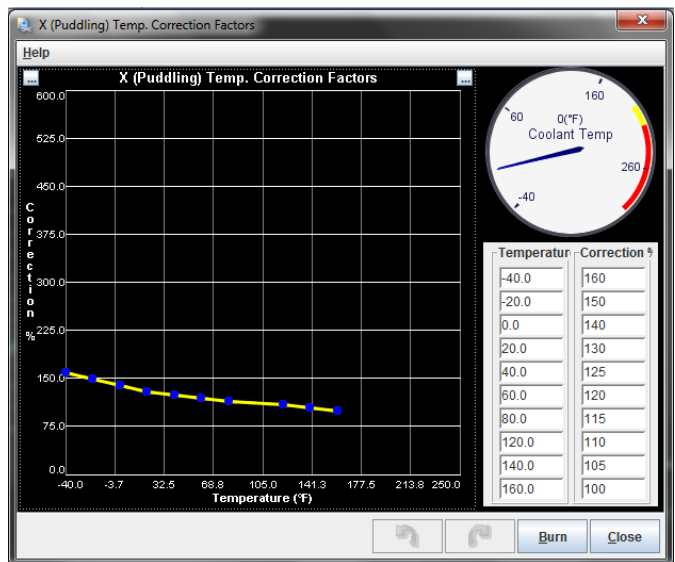 X (Puddling) Temp. Correction Factors
Help
... X (Puddling) Temp. Correction Factors ...
600.0
525.0
450.0
375.0
300.0
225.0
150.0
75.0
0.0
Correction %
-40.0 -3.7 32.5 68.8 105.0 141.3 177.5 213.8 250.0
Temperature (°F)
160
60
0(°F)
Coolant Temp
260
-40
Temperatur Correction %
-40.0 160
-20.0 150
0.0 140
20.0 130
40.0 125
60.0 120
80.0 115
120.0 110
140.0 105
160.0 100
Burn Close